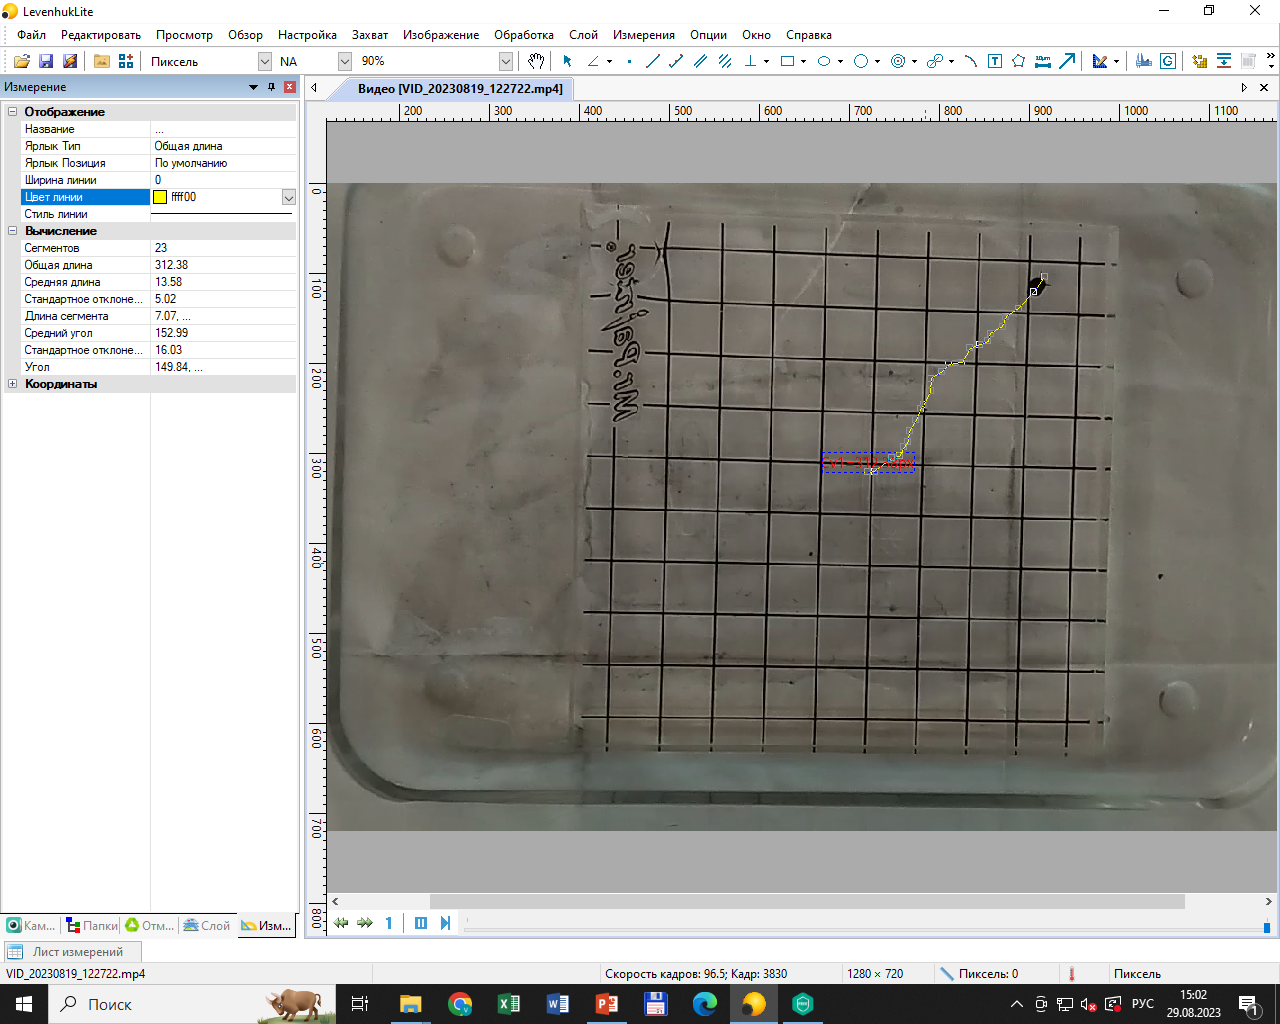 LevenhukLite
Файл Редактировать Просмотр Обзор Настройка Захват Изображение Обработка Слой Измерения Опции Окно Справка
Пиксель NA 90%
Измерение
Видео [VID_20230819_122722.mp4]
200 300 400 500 600 700 800 900 1000 1100
0
100
200
300
400
500
600
700
800
Отображение
Название ...
Ярлык Тип Общая длина
Ярлык Позиция По умолчанию
Ширина линии 0
Цвет линии ffff00
Стиль линии
Вычисление
Сегментов 23
Общая длина 312.38
Средняя длина 13.58
Стандартное отклоне... 5.02
Длина сегмента 7.07, ...
Средний угол 152.99
Стандартное отклоне... 16.03
Угол 149.84, ...
Координаты
Mr. Paijmer
Кам... Папки Отм... Слой Изм...
1
Лист измерений
VID_20230819_122722.mp4 Скорость кадров: 96.5; Кадр: 3830 1280 × 720 Пиксель: 0 Пиксель
Поиск
РУС
15:02
29.08.2023
1